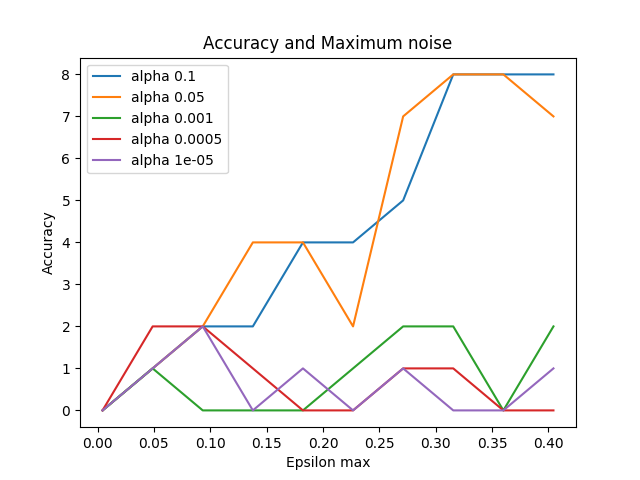 Accuracy and Maximum noise
alpha 0.1
alpha 0.05
alpha 0.001
alpha 0.0005
alpha 1e-05
Accuracy
8
7
6
5
4
3
2
1
0
0.00 0.05 0.10 0.15 0.20 0.25 0.30 0.35 0.40
Epsilon max